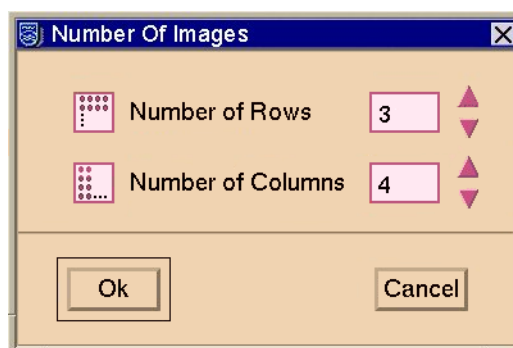 Number Of Images
Number of Rows 3
Number of Columns 4
Ok Cancel